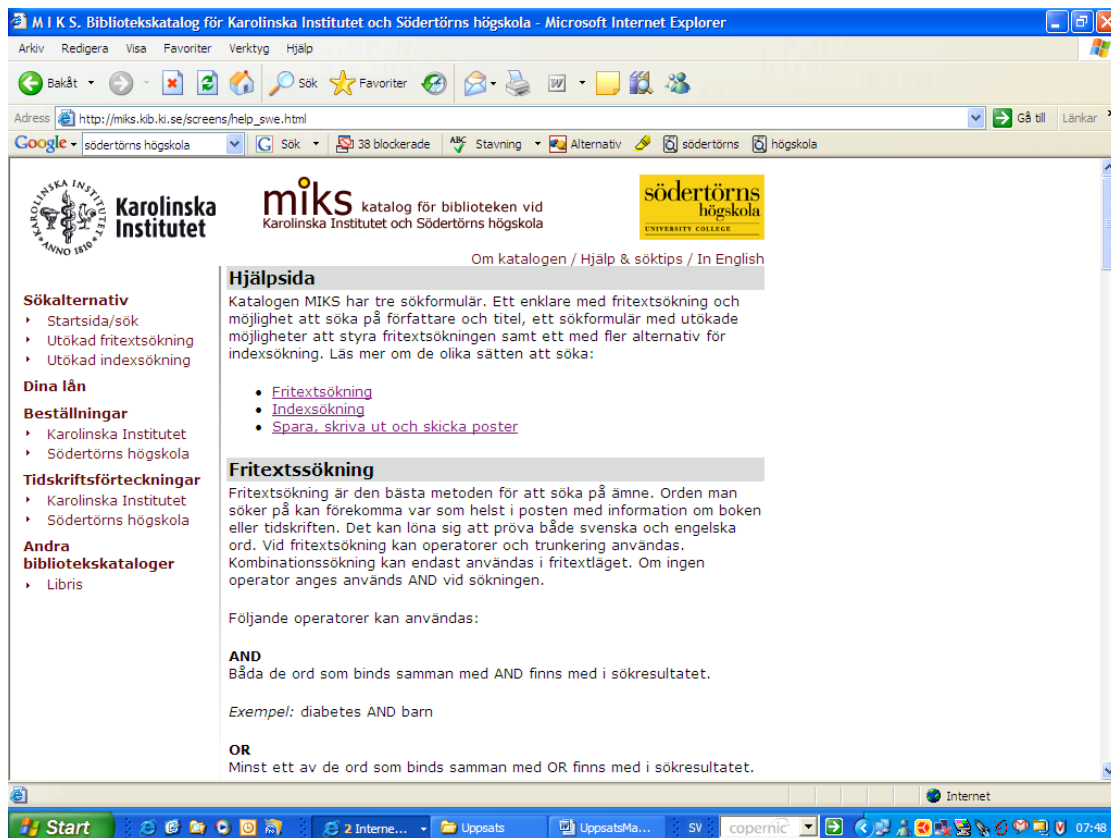 M I K S. Bibliotekskatalog för Karolinska Institutet och Södertörns högskola - Microsoft Internet Explorer
Arkiv Redigera Visa Favoriter Verktyg Hjälp
Bakåt Sök Favoriter
Adress http://miks.kib.ki.se/screens/help_swe.html Gå till Länkar
Google södertörns högskola Sök 38 blockerade ABC Stavning Alternativ södertörns högskola
KAROLINSKA INSTITUTET ANNO 1810
Karolinska
Institutet
miks katalog för biblioteken vid
Karolinska Institutet och Södertörns högskola
södertörns
högskola
UNIVERSITY COLLEGE
Om katalogen / Hjälp & söktips / In English
Sökalternativ
Startsida/sök
Utökad fritextsökning
Utökad indexsökning
Dina lån
Beställningar
Karolinska Institutet
Södertörns högskola
Tidskriftsförteckningar
Karolinska Institutet
Södertörns högskola
Andra
bibliotekskataloger
Libris
Hjälpsida
Katalogen MIKS har tre sökformulär. Ett enklare med fritextsökning och
möjlighet att söka på författare och titel, ett sökformulär med utökade
möjligheter att styra fritextsökningen samt ett med fler alternativ för
indexsökning. Läs mer om de olika sätten att söka:
Fritextsökning
Indexsökning
Spara, skriva ut och skicka poster
Fritextssökning
Fritextsökning är den bästa metoden för att söka på ämne. Orden man
söker på kan förekomma var som helst i posten med information om boken
eller tidskriften. Det kan löna sig att pröva både svenska och engelska
ord. Vid fritextsökning kan operatorer och trunkering användas.
Kombinationssökning kan endast användas i fritextläget. Om ingen
operator anges används AND vid sökningen.
Följande operatorer kan användas:
AND
Båda de ord som binds samman med AND finns med i sökresultatet.
Exempel: diabetes AND barn
OR
Minst ett av de ord som binds samman med OR finns med i sökresultatet.
Internet
Start 2 Interne... Uppsats UppsatsMa... SV copernic 07:48